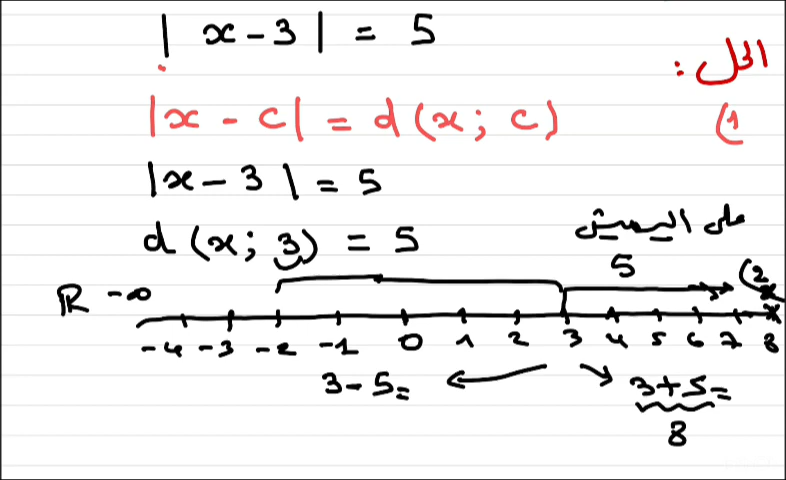 | x - 3 | = 5
الحل :
|x - c| = d(x; c)
(1
|x - 3| = 5
d(x; 3) = 5
على اليمين
5
(2
x
ℝ -∞
x
-4 -3 -2 -1 0 1 2 3 4 5 6 7 8
3 - 5 =
3 + 5 =
8